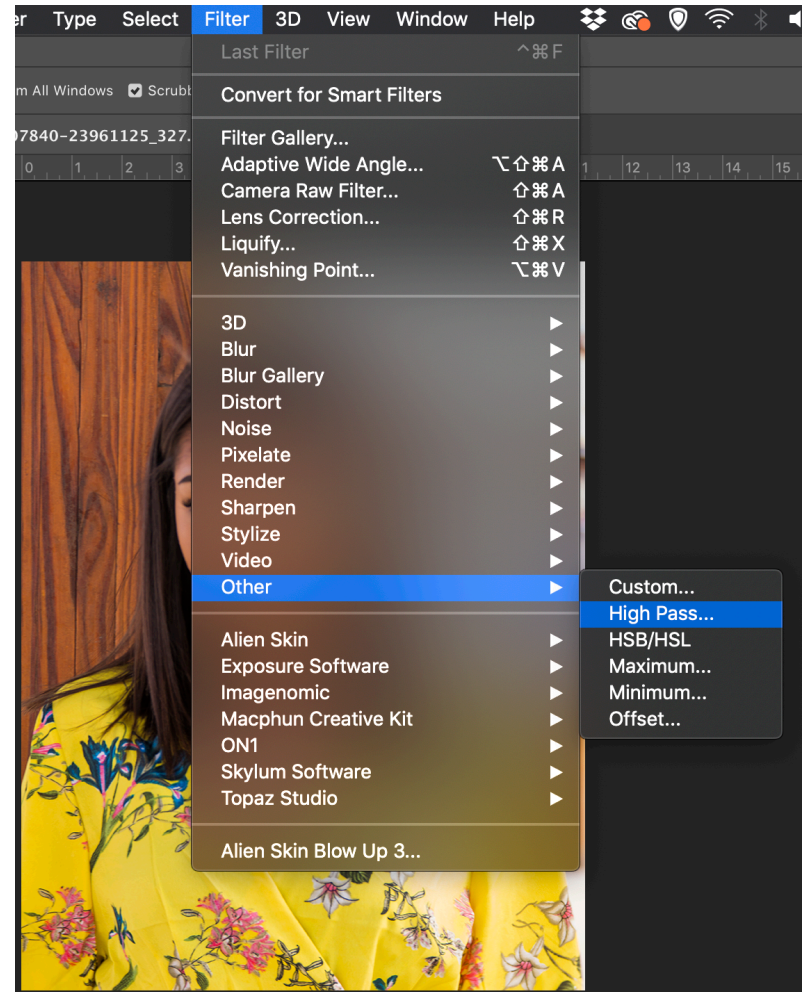 er Type Select Filter 3D View Window Help
Last Filter ^⌘F
m All Windows Scrubb
Convert for Smart Filters
07840-23961125_327.
Filter Gallery...
Adaptive Wide Angle... ⌥⇧⌘A
0 1 2 3 11 12 13 14 15
Camera Raw Filter... ⇧⌘A
Lens Correction... ⇧⌘R
Liquify... ⇧⌘X
Vanishing Point... ⌥⌘V
3D
Blur
Blur Gallery
Distort
Noise
Pixelate
Render
Sharpen
Stylize
Video
Other
Custom...
High Pass...
HSB/HSL
Maximum...
Minimum...
Offset...
Alien Skin
Exposure Software
Imagenomic
Macphun Creative Kit
ON1
Skylum Software
Topaz Studio
Alien Skin Blow Up 3...